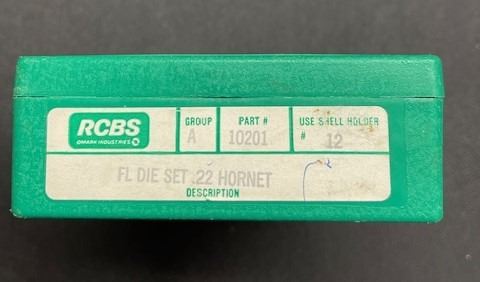 RCBS
OMARK INDUSTRIES
GROUP
A
PART #
10201
USE SHELL HOLDER
# 12
FL DIE SET .22 HORNET
DESCRIPTION